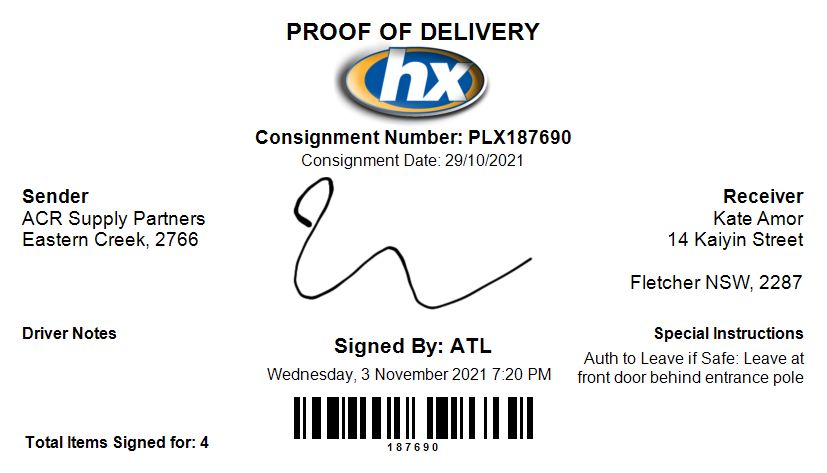 PROOF OF DELIVERY
hx
Consignment Number: PLX187690
Consignment Date: 29/10/2021
Sender
ACR Supply Partners
Eastern Creek, 2766
Receiver
Kate Amor
14 Kaiyin Street
Fletcher NSW, 2287
Driver Notes
Signed By: ATL
Wednesday, 3 November 2021 7:20 PM
Special Instructions
Auth to Leave if Safe: Leave at
front door behind entrance pole
187690
Total Items Signed for: 4